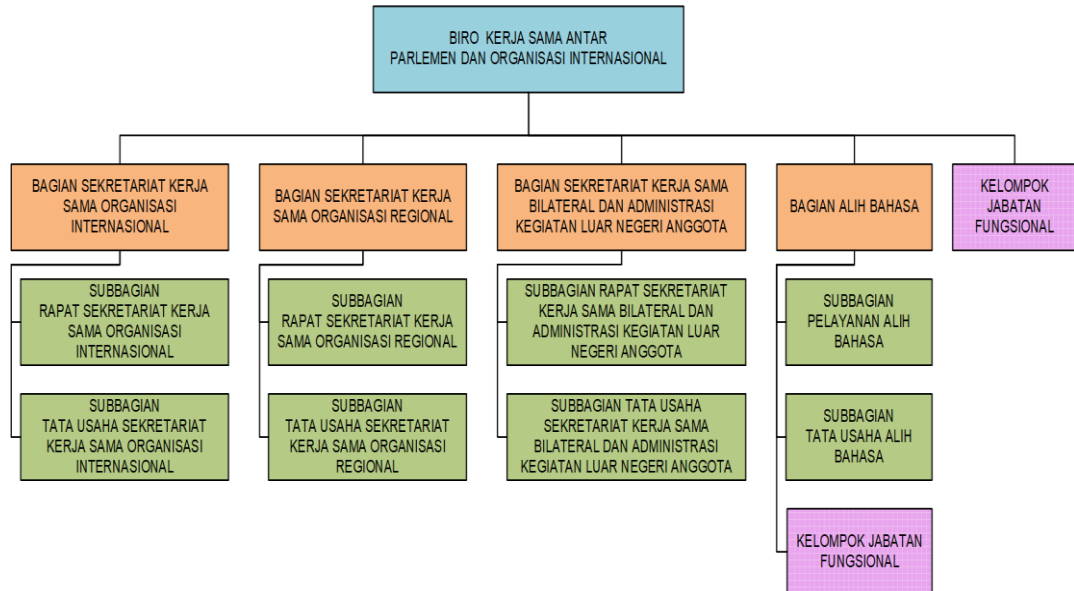 BIRO KERJA SAMA ANTAR
PARLEMEN DAN ORGANISASI INTERNASIONAL
BAGIAN SEKRETARIAT KERJA
SAMA ORGANISASI
INTERNASIONAL
BAGIAN SEKRETARIAT KERJA
SAMA ORGANISASI REGIONAL
BAGIAN SEKRETARIAT KERJA SAMA
BILATERAL DAN ADMINISTRASI
KEGIATAN LUAR NEGERI ANGGOTA
BAGIAN ALIH BAHASA
KELOMPOK
JABATAN
FUNGSIONAL
SUBBAGIAN
RAPAT SEKRETARIAT KERJA
SAMA ORGANISASI
INTERNASIONAL
SUBBAGIAN
RAPAT SEKRETARIAT KERJA
SAMA ORGANISASI REGIONAL
SUBBAGIAN RAPAT SEKRETARIAT
KERJA SAMA BILATERAL DAN
ADMINISTRASI KEGIATAN LUAR
NEGERI ANGGOTA
SUBBAGIAN
PELAYANAN ALIH
BAHASA
SUBBAGIAN
TATA USAHA SEKRETARIAT
KERJA SAMA ORGANISASI
INTERNASIONAL
SUBBAGIAN
TATA USAHA SEKRETARIAT
KERJA SAMA ORGANISASI
REGIONAL
SUBBAGIAN TATA USAHA
SEKRETARIAT KERJA SAMA
BILATERAL DAN ADMINISTRASI
KEGIATAN LUAR NEGERI ANGGOTA
SUBBAGIAN
TATA USAHA ALIH
BAHASA
KELOMPOK JABATAN
FUNGSIONAL